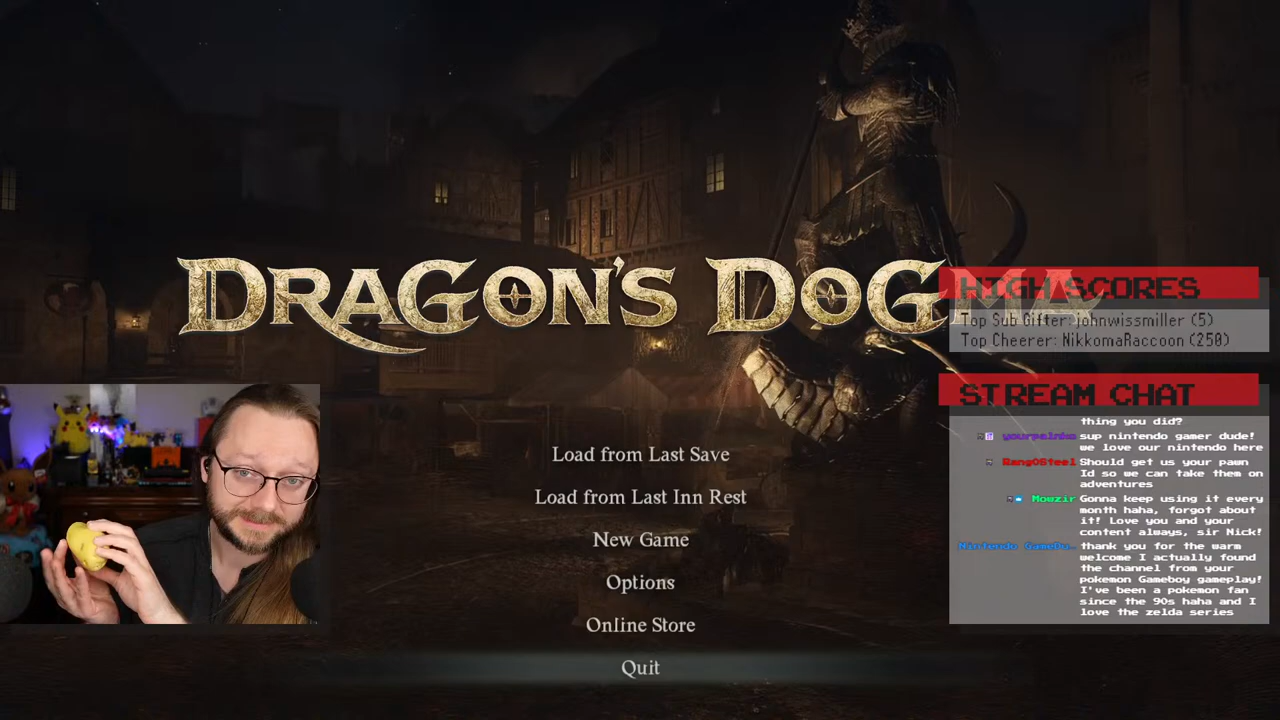 DRAGON'S DOGMA
HIGH SCORES
Top Sub Gifter: johnwissmiller (5)
Top Cheerer: NikkomaRaccoon (250)
STREAM CHAT
thing you did?
yourpalnke sup nintendo gamer dude!
we love our nintendo here
RangOSteel Should get us your pawn
Id so we can take them on
adventures
Mowzir Gonna keep using it every
month haha, forgot about
it! Love you and your
content always, sir Nick!
Nintendo GameDu… thank you for the warm
welcome I actually found
the channel from your
pokemon Gameboy gameplay!
I've been a pokemon fan
since the 90s haha and I
love the zelda series
Load from Last Save
Load from Last Inn Rest
New Game
Options
Online Store
Quit